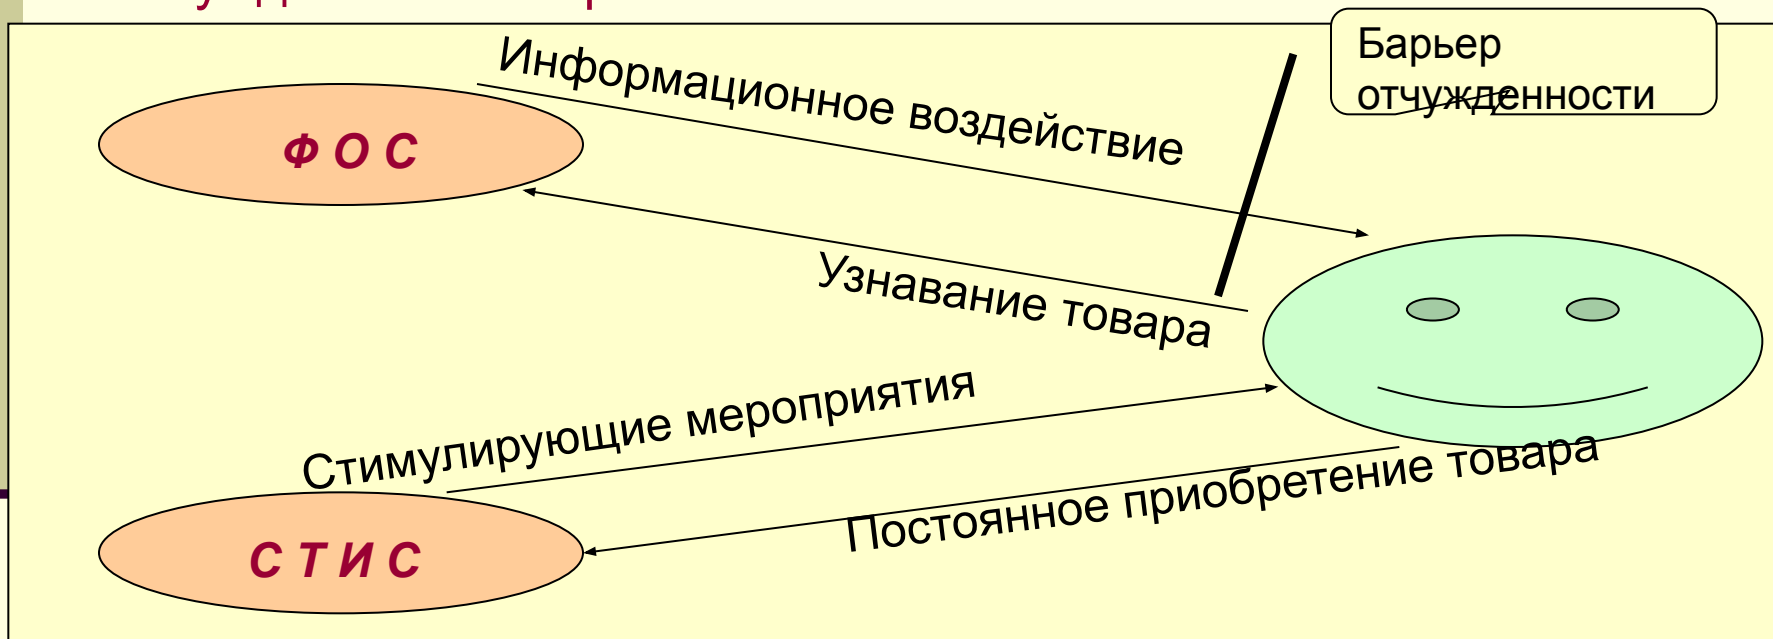 Барьер
отчужденности
Информационное воздействие
Ф О С
Узнавание товара
Стимулирующие мероприятия
Постоянное приобретение товара
С Т И С